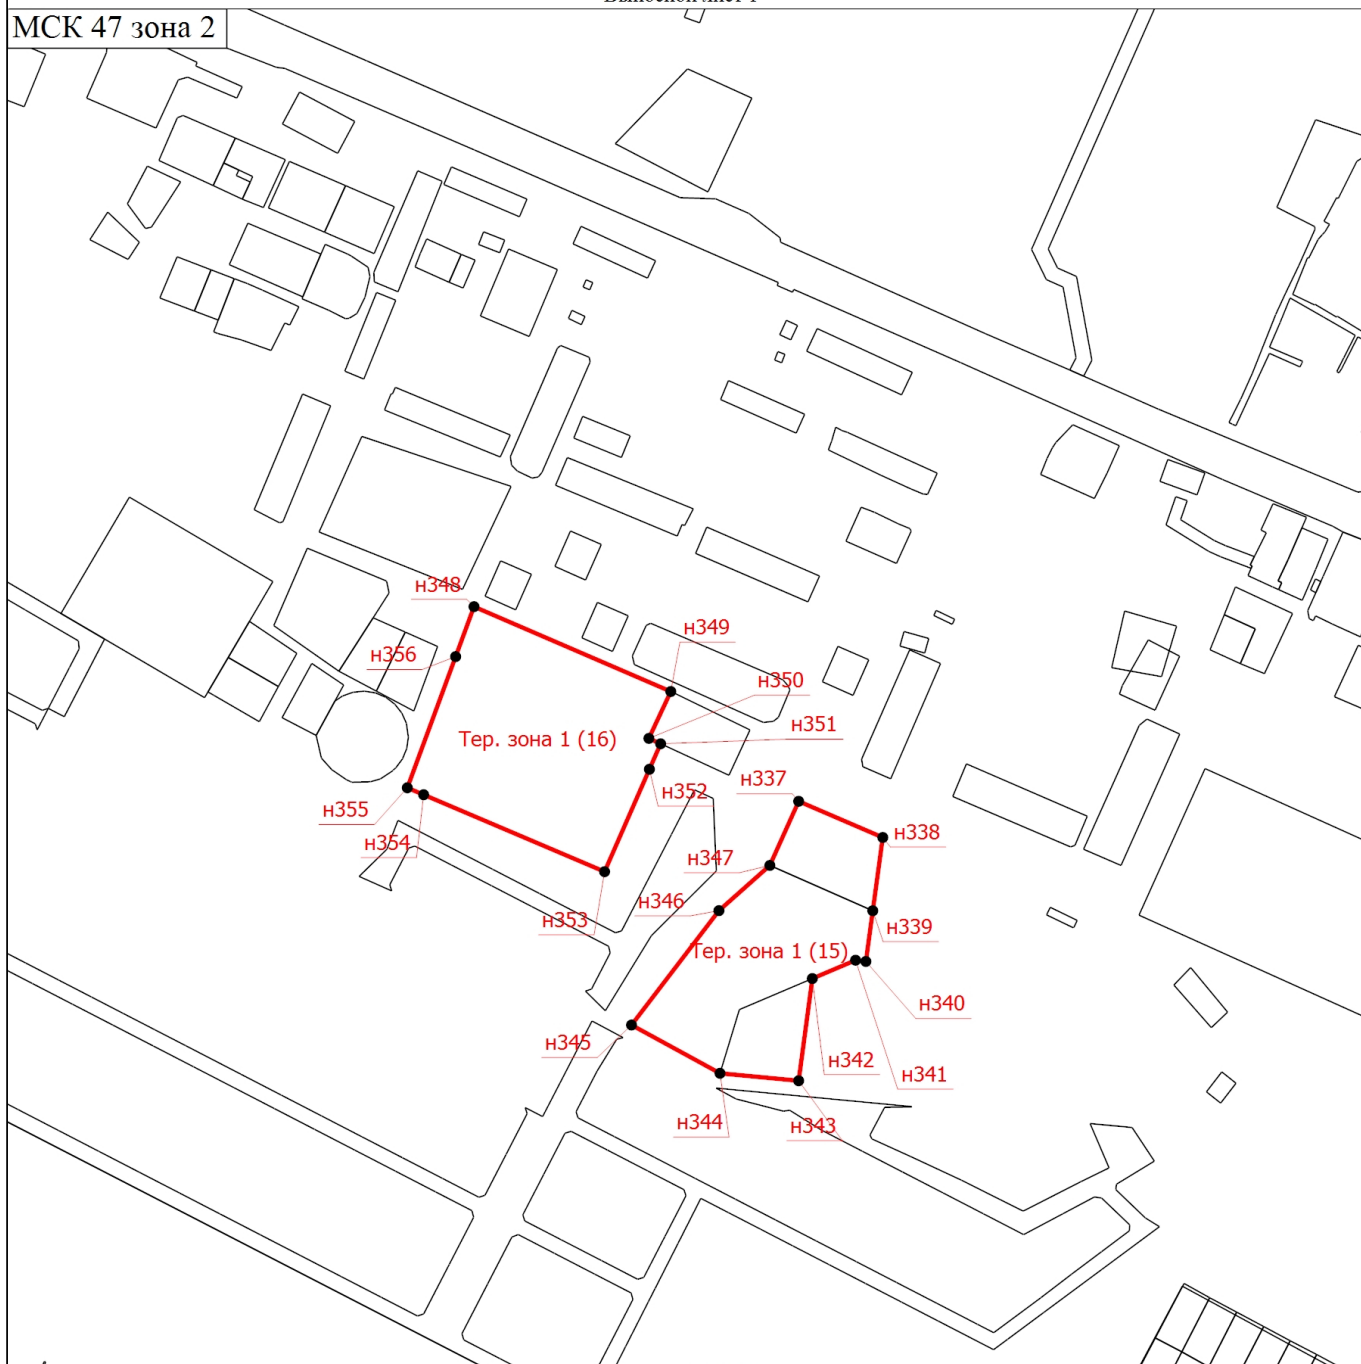 МСК 47 зона 2
н348
н349
н356
н350
н351
Тер. зона 1 (16)
н337
н352
н355
н338
н354
н347
н346
н353
н339
Тер. зона 1 (15)
н340
н345
н342
н341
н344
н343